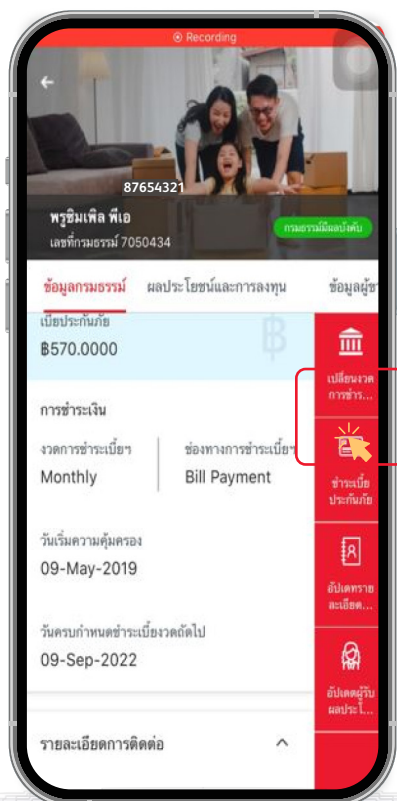 Recording
87654321
พรูซิมเพิล พีเอ
กรมธรรม์มีผลบังคับ
เลขที่กรมธรรม์ 7050434
ข้อมูลกรมธรรม์
ผลประโยชน์และการลงทุน
ข้อมูลผู้
เบี้ยประกันภัย
฿570.0000
เปลี่ยนงวด
การชำร...
การชำระเงิน
งวดการชำระเบี้ยฯ
ช่องทางการชำระเบี้ยฯ
Monthly
Bill Payment
ชำระเบี้ย
ประกันภัย
วันเริ่มความคุ้มครอง
09-May-2019
อัปเดทราย
ละเอียด...
วันครบกำหนดชำระเบี้ยงวดถัดไป
09-Sep-2022
อัปเดตผู้รับ
ผลประโ...
รายละเอียดการติดต่อ